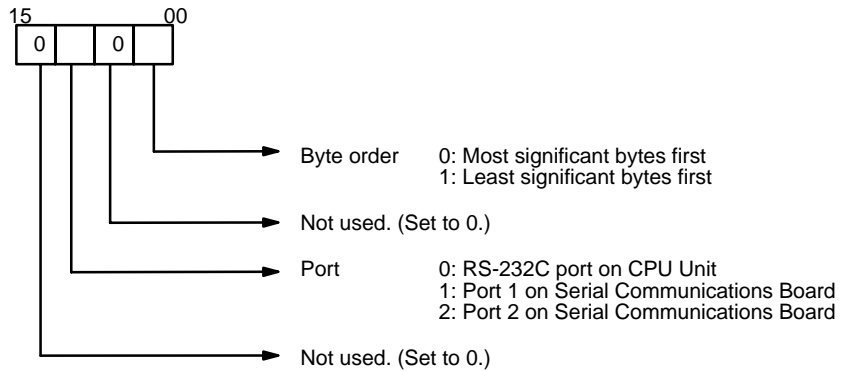 15 00
0 0
Byte order 0: Most significant bytes first
1: Least significant bytes first
Not used. (Set to 0.)
Port 0: RS-232C port on CPU Unit
1: Port 1 on Serial Communications Board
2: Port 2 on Serial Communications Board
Not used. (Set to 0.)